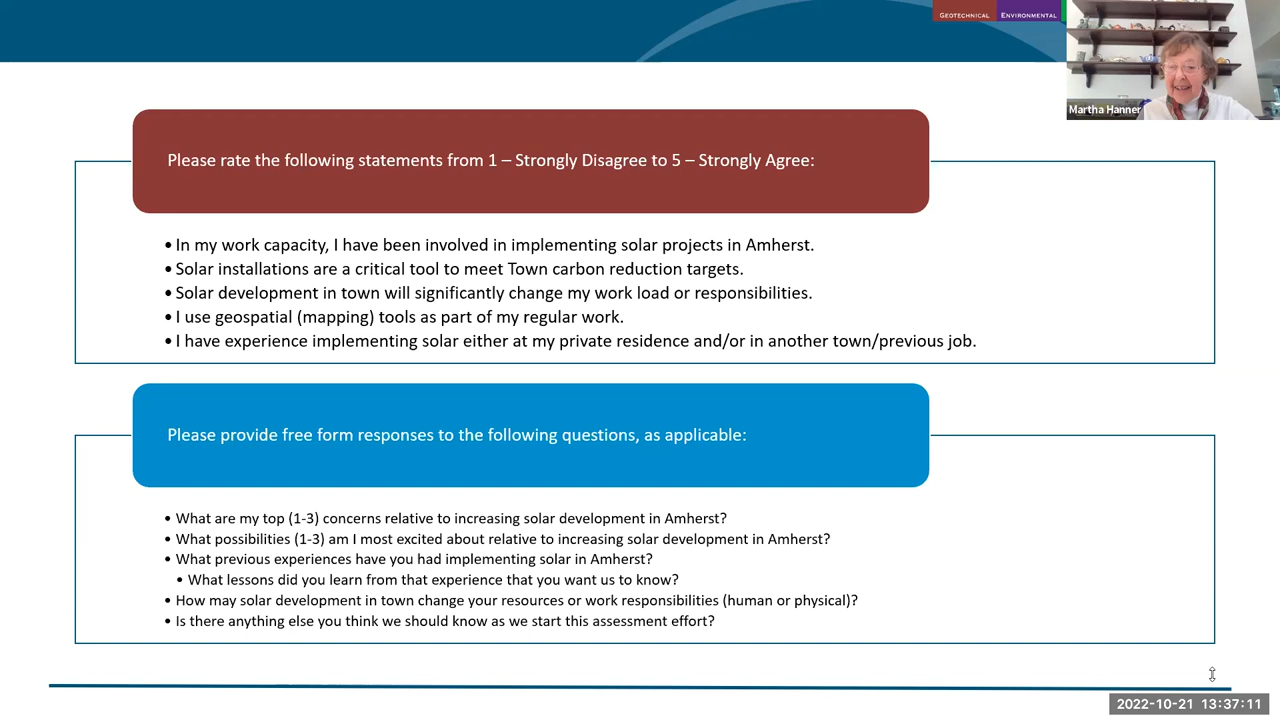 GEOTECHNICAL
ENVIRONMENTAL
Martha Hanner
Please rate the following statements from 1 – Strongly Disagree to 5 – Strongly Agree:
• In my work capacity, I have been involved in implementing solar projects in Amherst.
• Solar installations are a critical tool to meet Town carbon reduction targets.
• Solar development in town will significantly change my work load or responsibilities.
• I use geospatial (mapping) tools as part of my regular work.
• I have experience implementing solar either at my private residence and/or in another town/previous job.
Please provide free form responses to the following questions, as applicable:
• What are my top (1-3) concerns relative to increasing solar development in Amherst?
• What possibilities (1-3) am I most excited about relative to increasing solar development in Amherst?
• What previous experiences have you had implementing solar in Amherst?
• What lessons did you learn from that experience that you want us to know?
• How may solar development in town change your resources or work responsibilities (human or physical)?
• Is there anything else you think we should know as we start this assessment effort?
2022-10-21 13:37:11